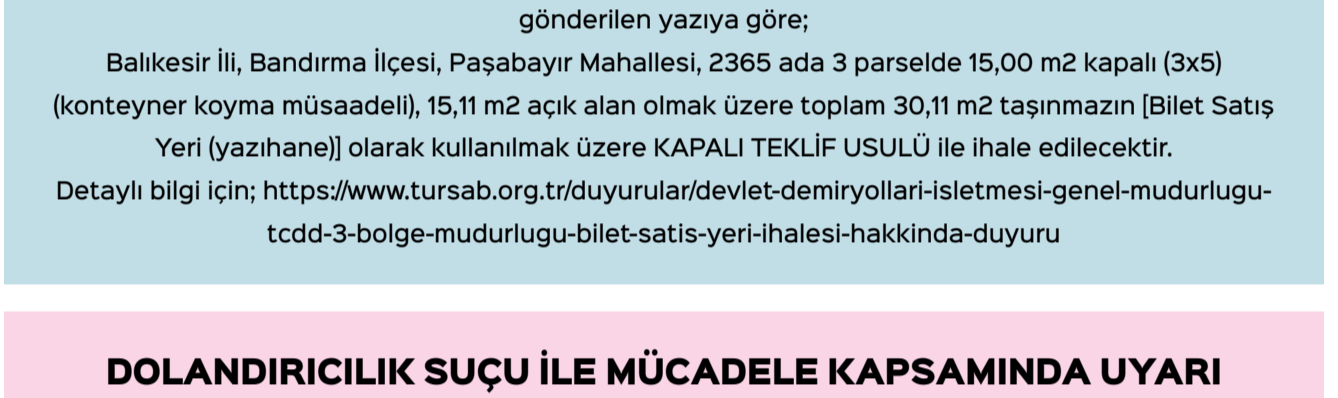 gönderilen yazıya göre;
Balıkesir İli, Bandırma İlçesi, Paşabayır Mahallesi, 2365 ada 3 parselde 15,00 m2 kapalı (3x5)
(konteyner koyma müsaadeli), 15,11 m2 açık alan olmak üzere toplam 30,11 m2 taşınmazın [Bilet Satış
Yeri (yazıhane)] olarak kullanılmak üzere KAPALI TEKLİF USULÜ ile ihale edilecektir.
Detaylı bilgi için; https://www.tursab.org.tr/duyurular/devlet-demiryollari-isletmesi-genel-mudurlugu-
tcdd-3-bolge-mudurlugu-bilet-satis-yeri-ihalesi-hakkinda-duyuru
DOLANDIRICILIK SUÇU İLE MÜCADELE KAPSAMINDA UYARI